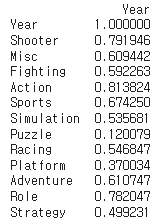 Year
Year 1.000000
Shooter 0.791946
Misc 0.609442
Fighting 0.592263
Action 0.813824
Sports 0.674250
Simulation 0.535681
Puzzle 0.120079
Racing 0.546847
Platform 0.370034
Adventure 0.610747
Role 0.782047
Strategy 0.499231